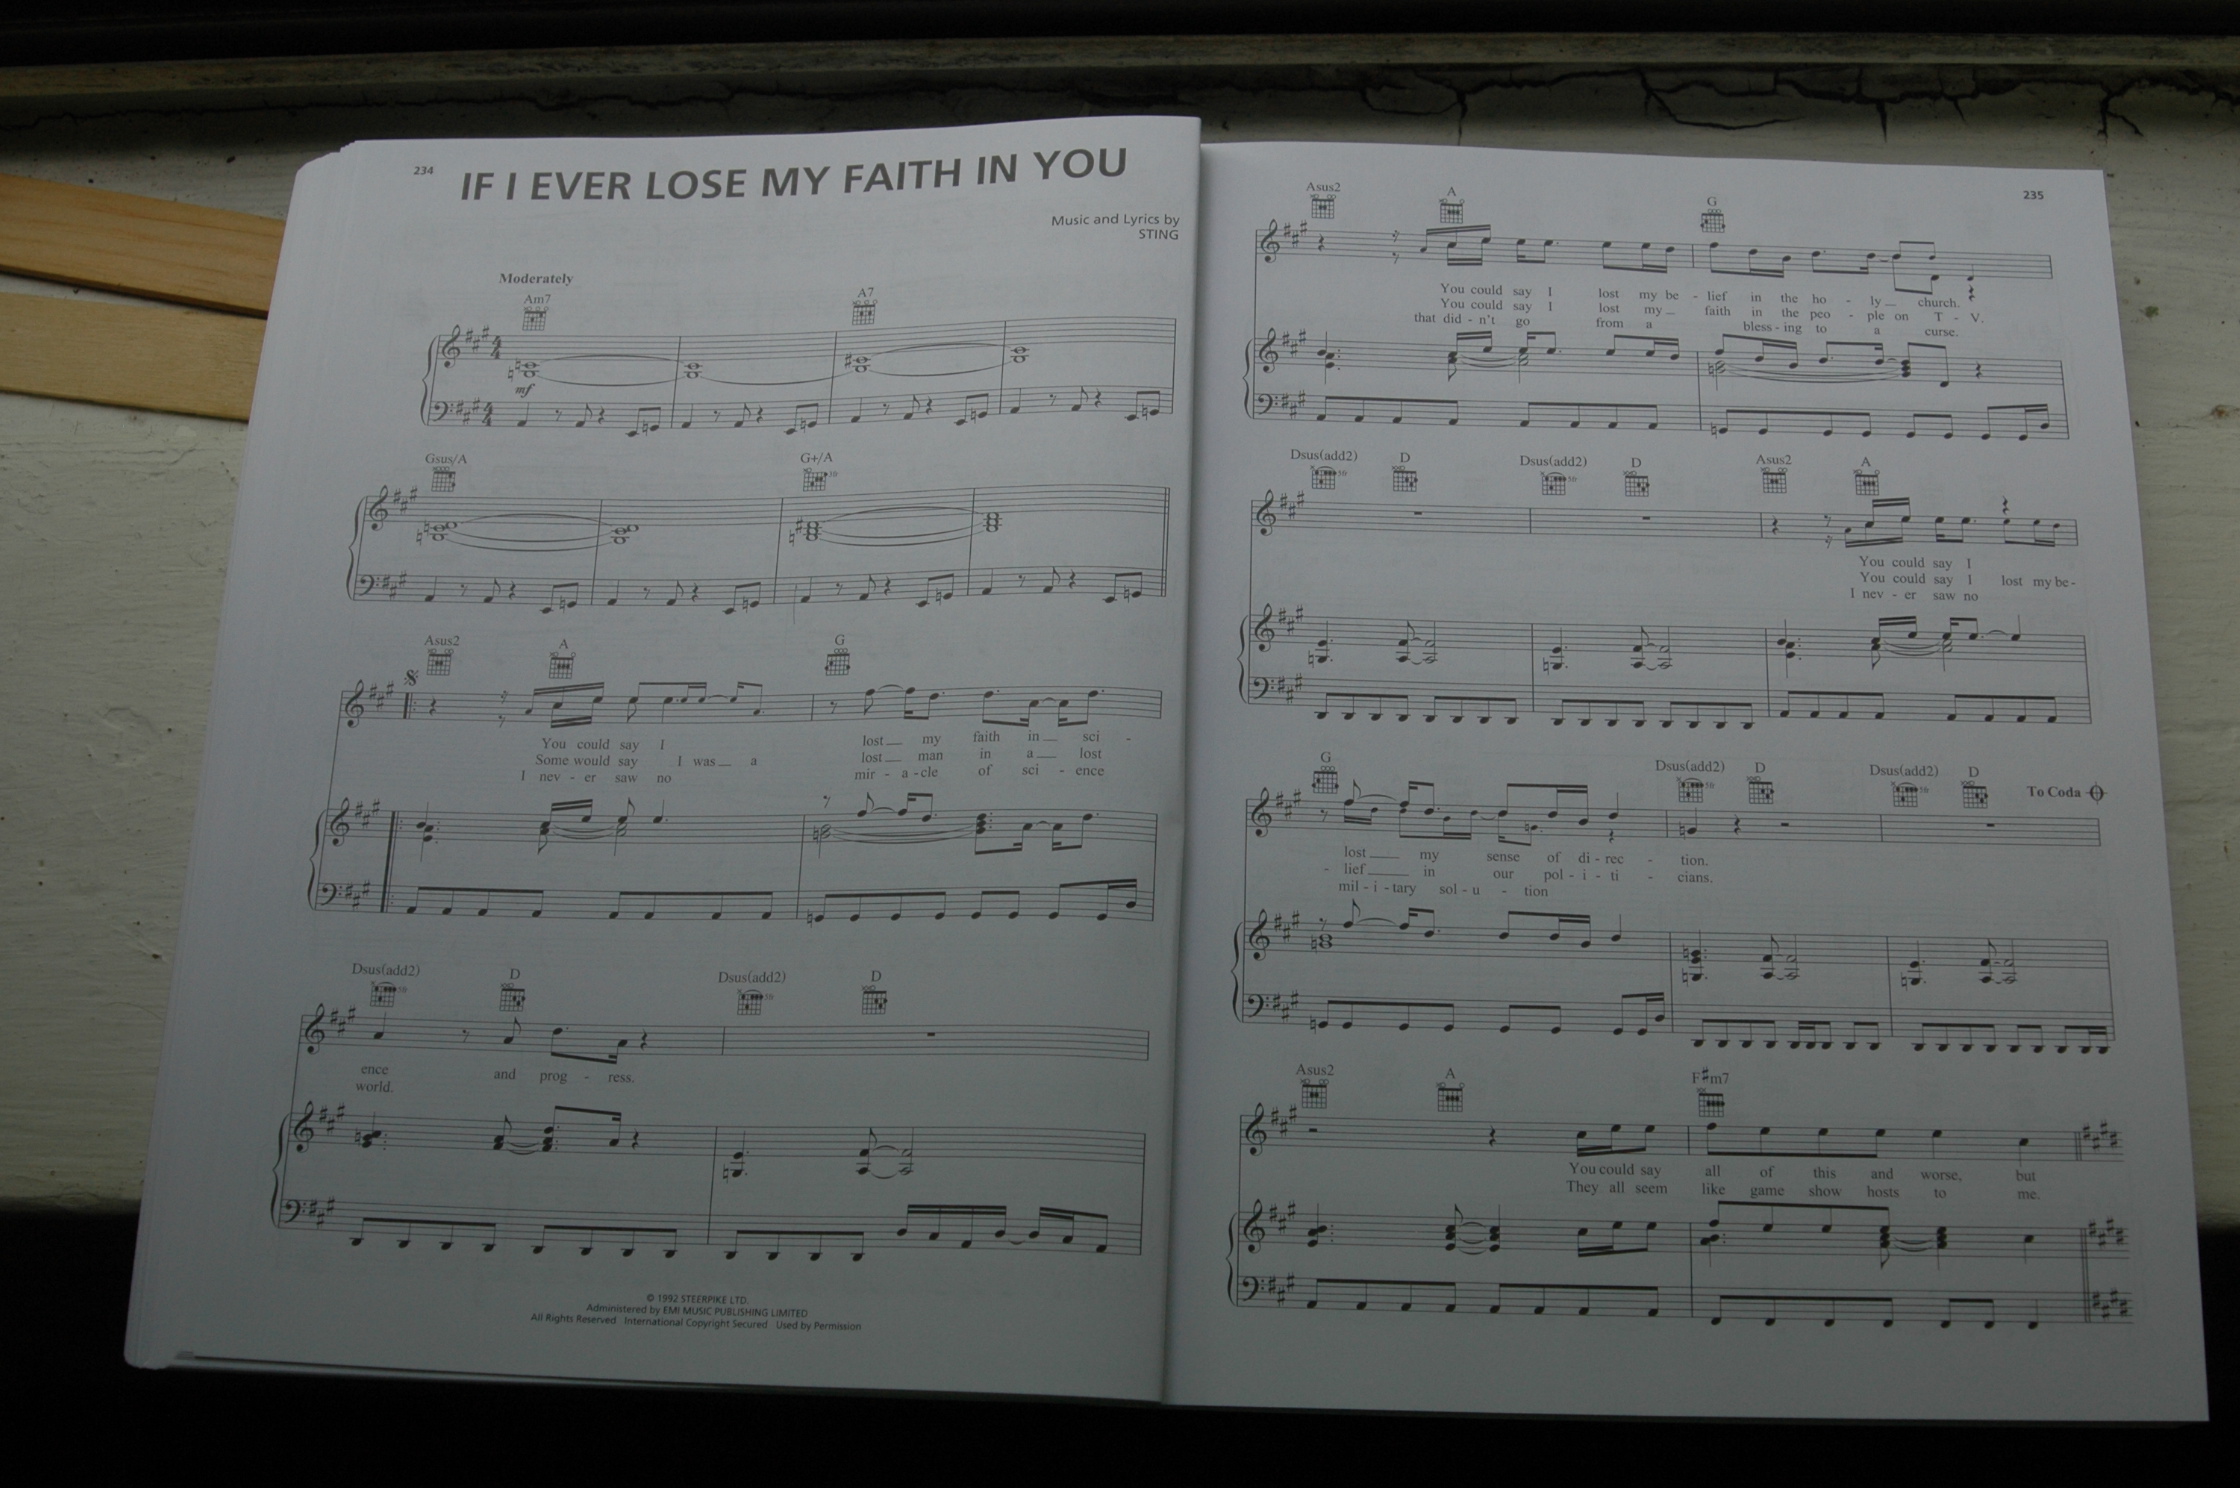 234
IF I EVER LOSE MY FAITH IN YOU
Music and Lyrics by
STING
Moderately
Am7 A7
mf
Gsus/A G+/A
Asus2 A G
You could say I lost my faith in sci -
Some would say I was a lost man in a lost
I nev - er saw no mir - a - cle of sci - ence
Dsus(add2) D Dsus(add2) D
ence and prog - ress.
world.
© 1992 STEERPIKE LTD.
Administered by EMI MUSIC PUBLISHING LIMITED
All Rights Reserved International Copyright Secured Used by Permission
235
Asus2 A G
You could say I lost my be - lief in the ho - ly church.
You could say I lost my faith in the peo - ple on T - V.
that did - n't go from a bless - ing to a curse.
Dsus(add2) D Dsus(add2) D Asus2 A
You could say I
You could say I lost my be -
I nev - er saw no
G Dsus(add2) D Dsus(add2) D To Coda
lost my sense of di - rec - tion.
- lief in our pol - i - ti - cians.
mil - i - tary sol - u - tion
Asus2 A F#m7
You could say all of this and worse, but
They all seem like game show hosts to me.